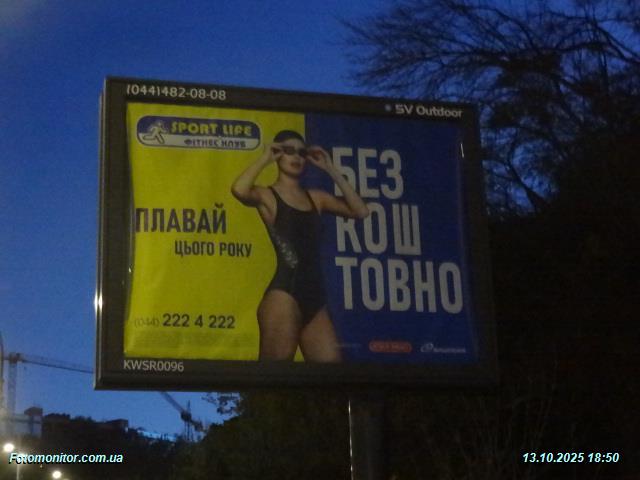 (044)482-08-08
SV Outdoor
SPORT LIFE
ФІТНЕС КЛУБ
ПЛАВАЙ
ЦЬОГО РОКУ
БЕЗ
КОШ
ТОВНО
(044) 222 4 222
KWSR0096
Fotomonitor.com.ua
13.10.2025 18:50